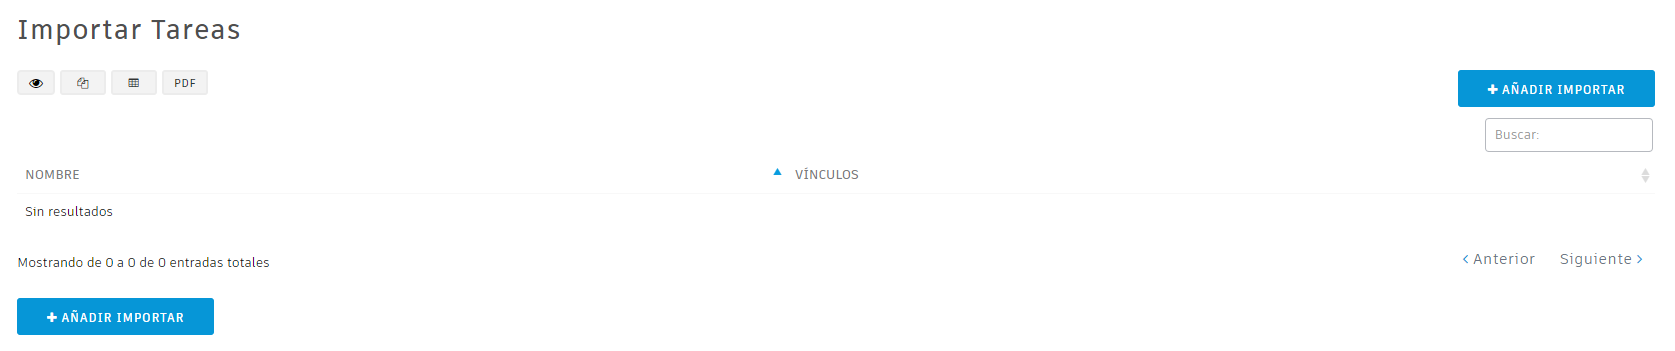 Importar Tareas
PDF
AÑADIR IMPORTAR
Buscar:
NOMBRE VÍNCULOS
Sin resultados
Mostrando de 0 a 0 de 0 entradas totales
Anterior Siguiente
AÑADIR IMPORTAR